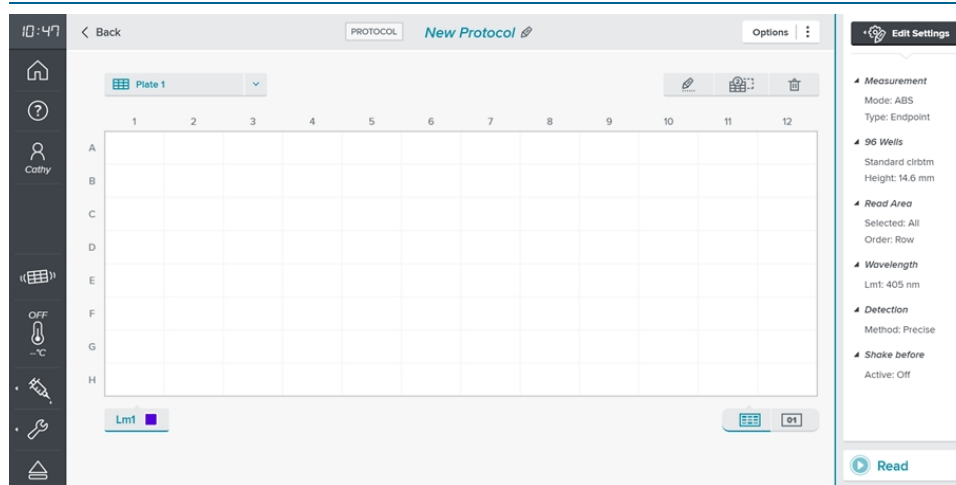 10:47
Back
PROTOCOL
New Protocol
Options
Edit Settings
Plate 1
1 2 3 4 5 6 7 8 9 10 11 12
A
B
C
D
E
F
G
H
Cathy
OFF
--°C
Lm1
01
Measurement
Mode: ABS
Type: Endpoint
96 Wells
Standard clrbtm
Height: 14.6 mm
Read Area
Selected: All
Order: Row
Wavelength
Lm1: 405 nm
Detection
Method: Precise
Shake before
Active: Off
Read